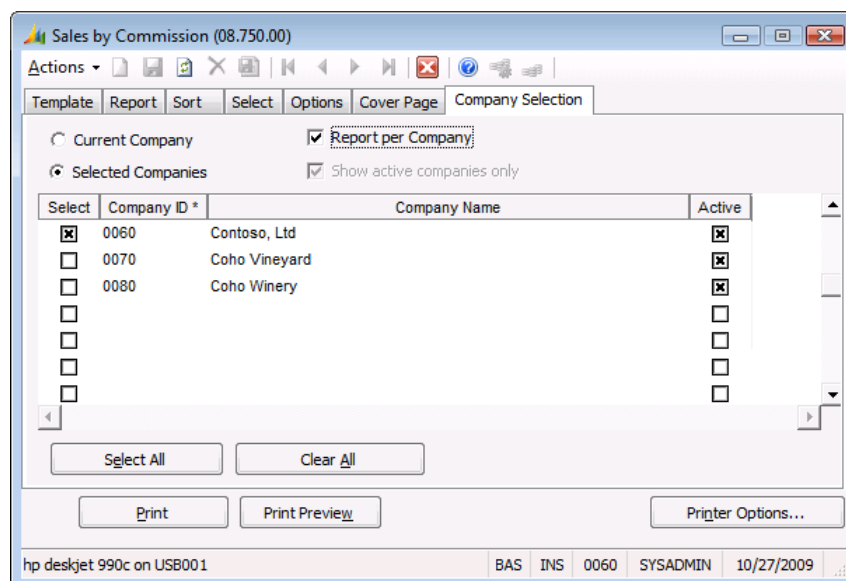 Sales by Commission (08.750.00)
Actions
Template Report Sort Select Options Cover Page Company Selection
Current Company Report per Company
Selected Companies Show active companies only
Select Company ID * Company Name Active
0060 Contoso, Ltd
0070 Coho Vineyard
0080 Coho Winery
Select All Clear All
Print Print Preview Printer Options...
hp deskjet 990c on USB001 BAS INS 0060 SYSADMIN 10/27/2009